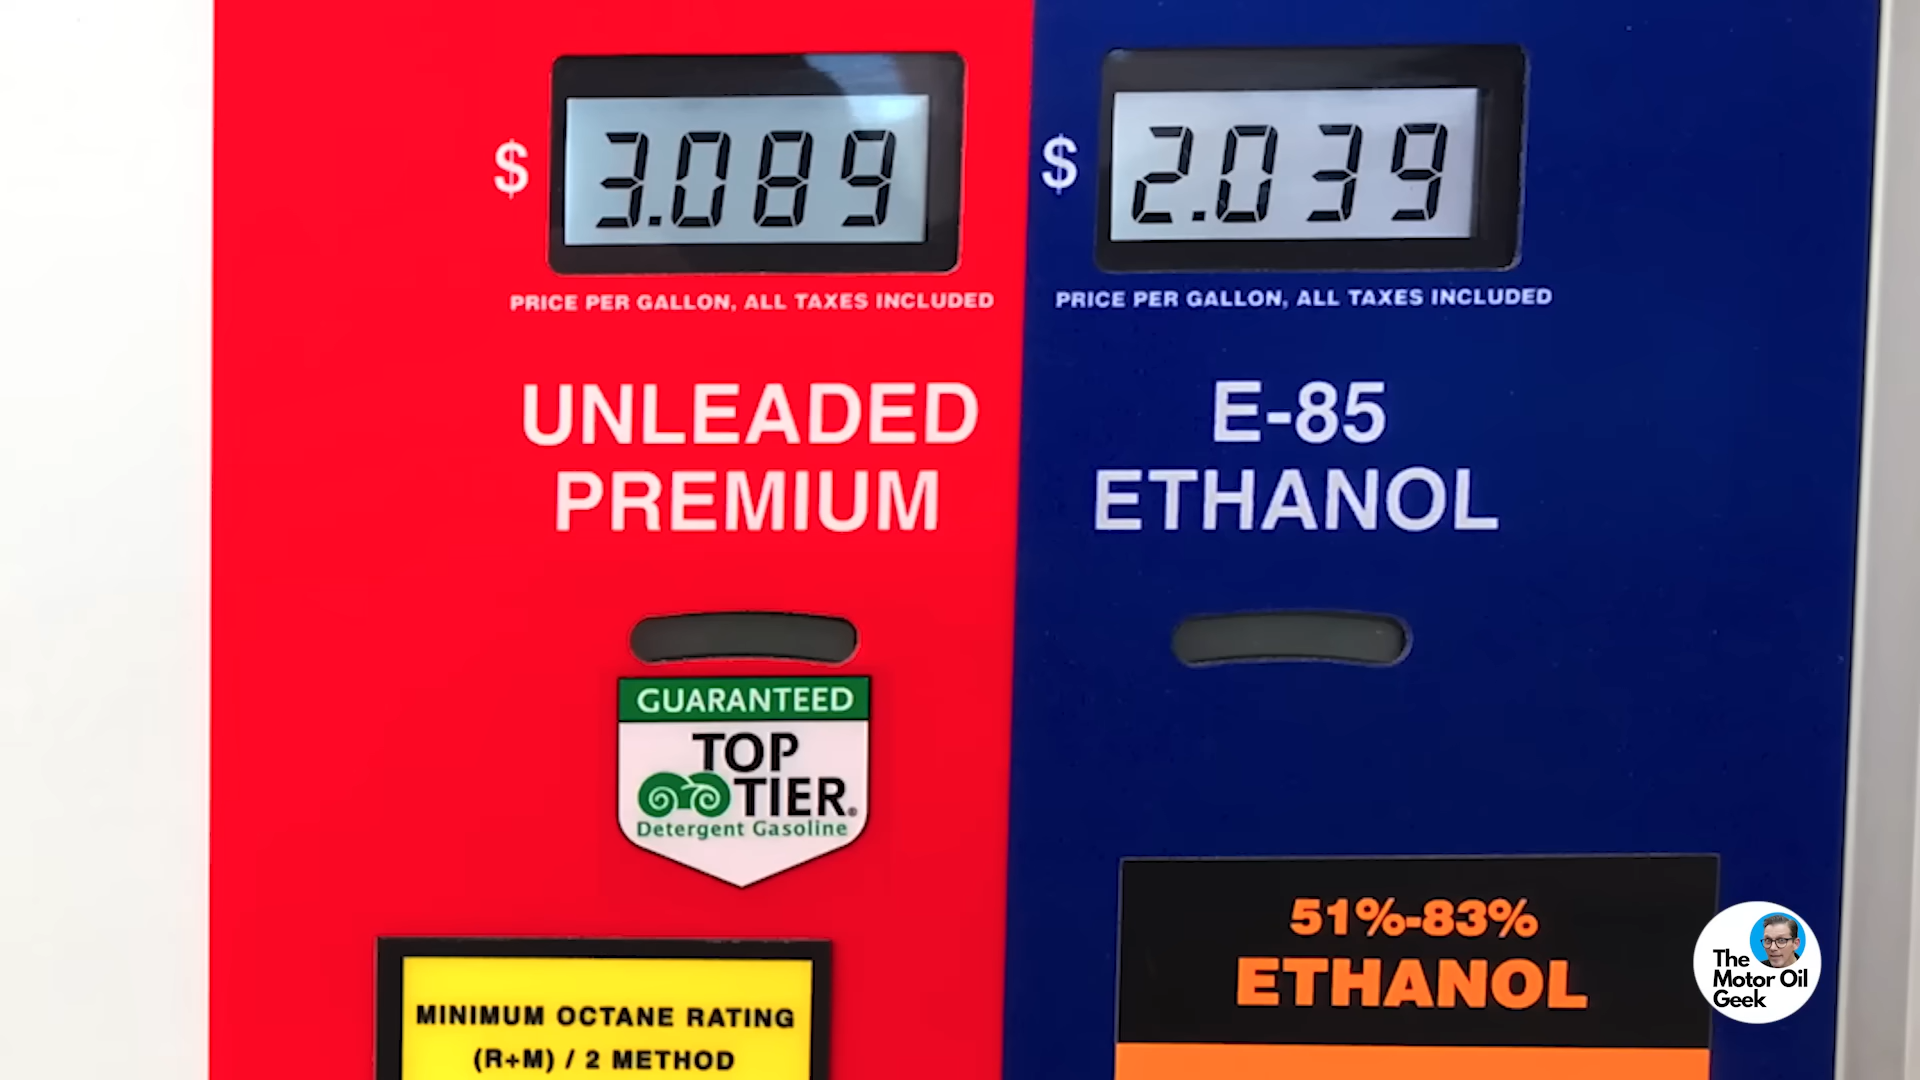 $ 3.089
PRICE PER GALLON, ALL TAXES INCLUDED
UNLEADED
PREMIUM
GUARANTEED
TOP
TIER®
Detergent Gasoline
MINIMUM OCTANE RATING
(R+M) / 2 METHOD
$ 2.039
PRICE PER GALLON, ALL TAXES INCLUDED
E-85
ETHANOL
51%-83%
ETHANOL
The
Motor Oil
Geek